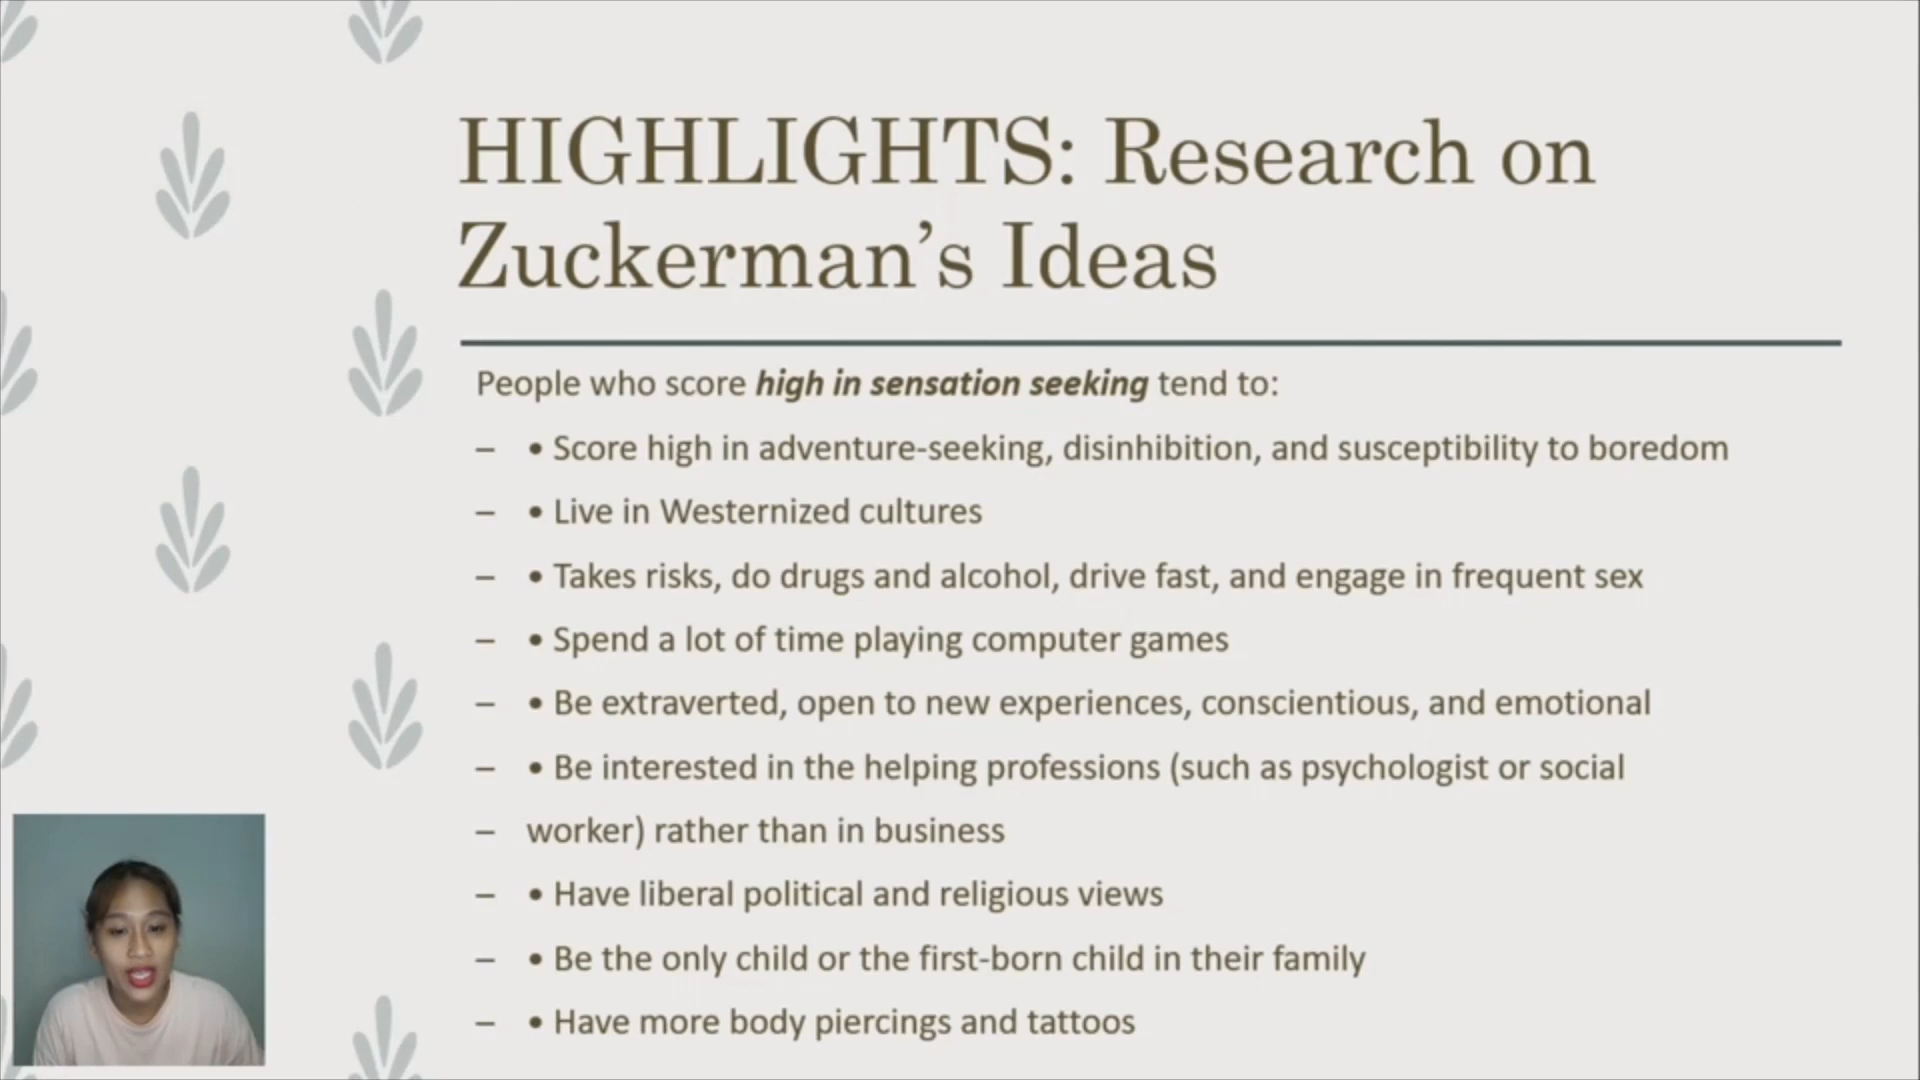 HIGHLIGHTS: Research on
Zuckerman’s Ideas
People who score high in sensation seeking tend to:
– • Score high in adventure-seeking, disinhibition, and susceptibility to boredom
– • Live in Westernized cultures
– • Takes risks, do drugs and alcohol, drive fast, and engage in frequent sex
– • Spend a lot of time playing computer games
– • Be extraverted, open to new experiences, conscientious, and emotional
– • Be interested in the helping professions (such as psychologist or social
– worker) rather than in business
– • Have liberal political and religious views
– • Be the only child or the first-born child in their family
– • Have more body piercings and tattoos